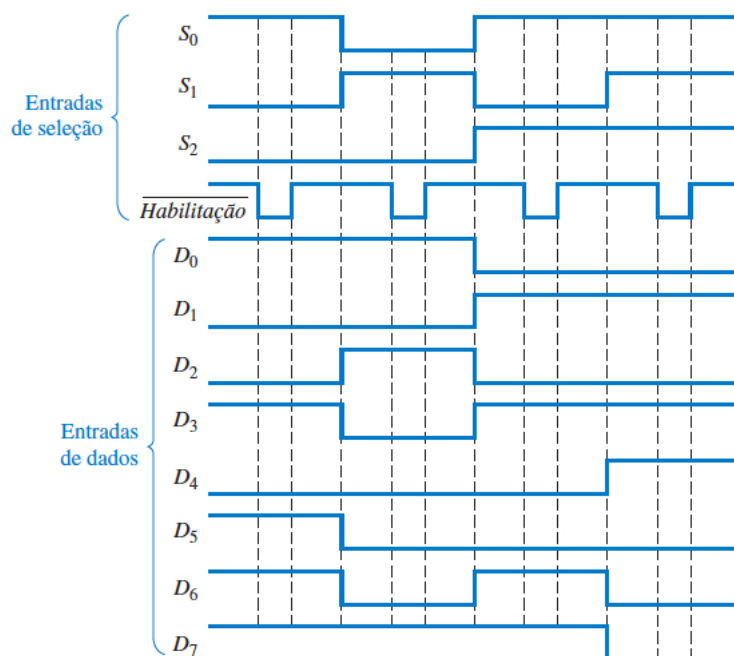 S₀
S₁
Entradas
de seleção
S₂
Habilitação
D₀
D₁
D₂
D₃
Entradas
de dados
D₄
D₅
D₆
D₇